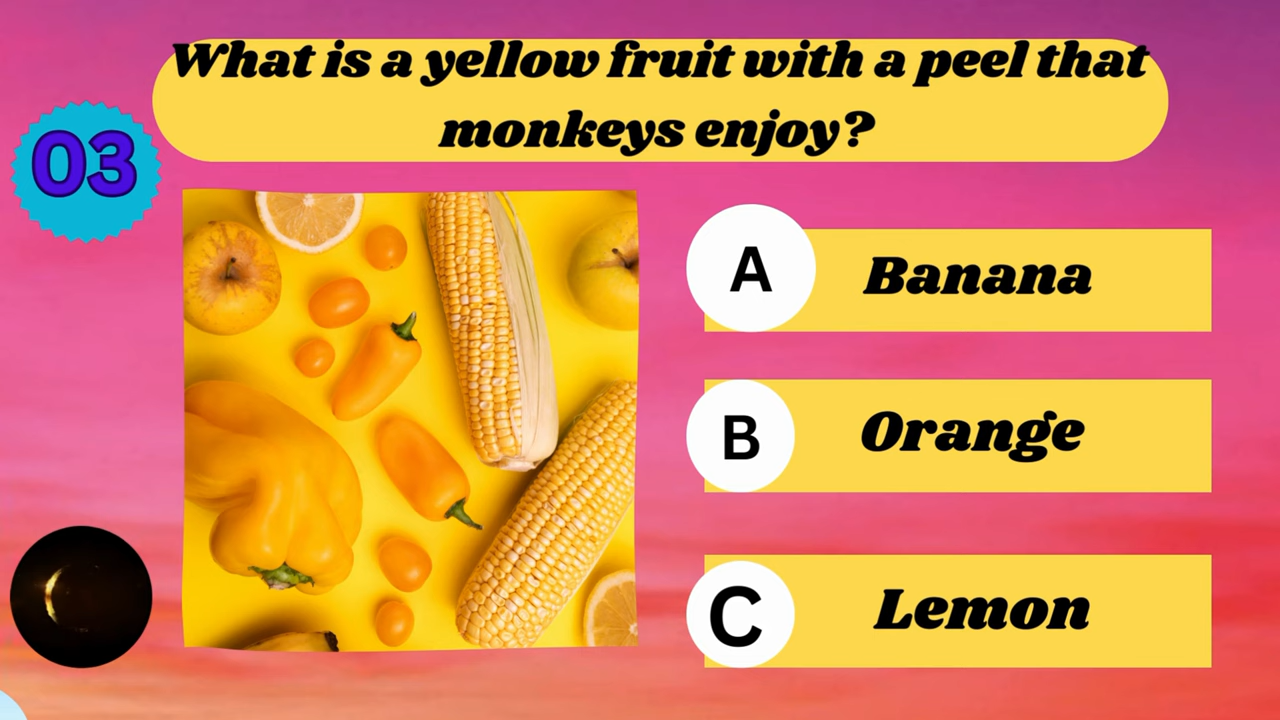 What is a yellow fruit with a peel that
monkeys enjoy?
03
A
Banana
B
Orange
C
Lemon